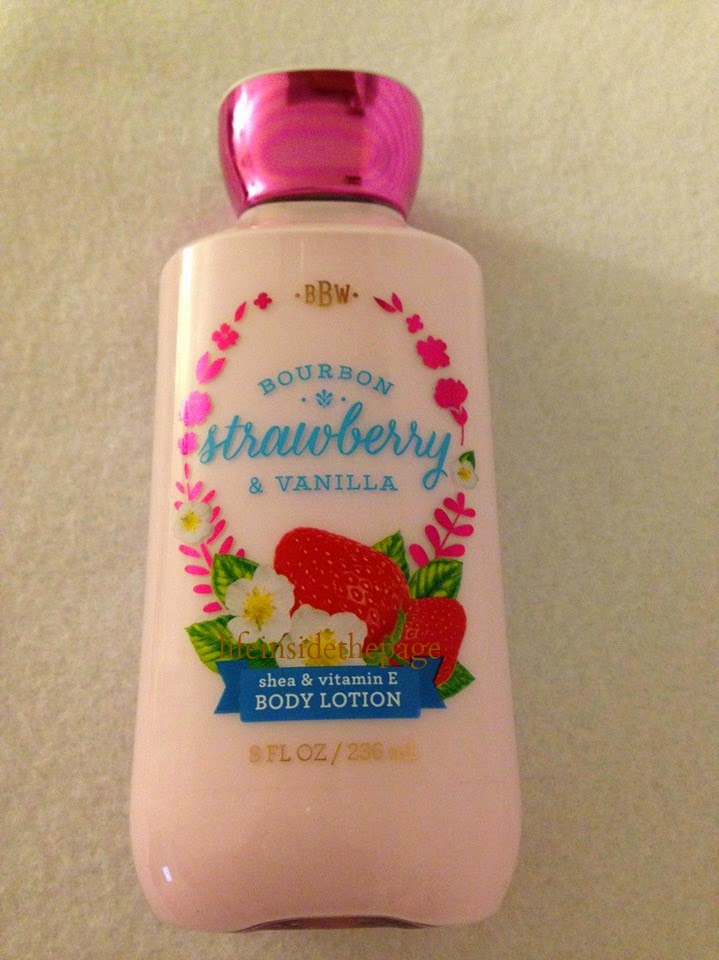 ·BBW·
BOURBON
strawberry
& VANILLA
lifeinsidethepage
shea & vitamin E
BODY LOTION
8 FL OZ / 236 mL